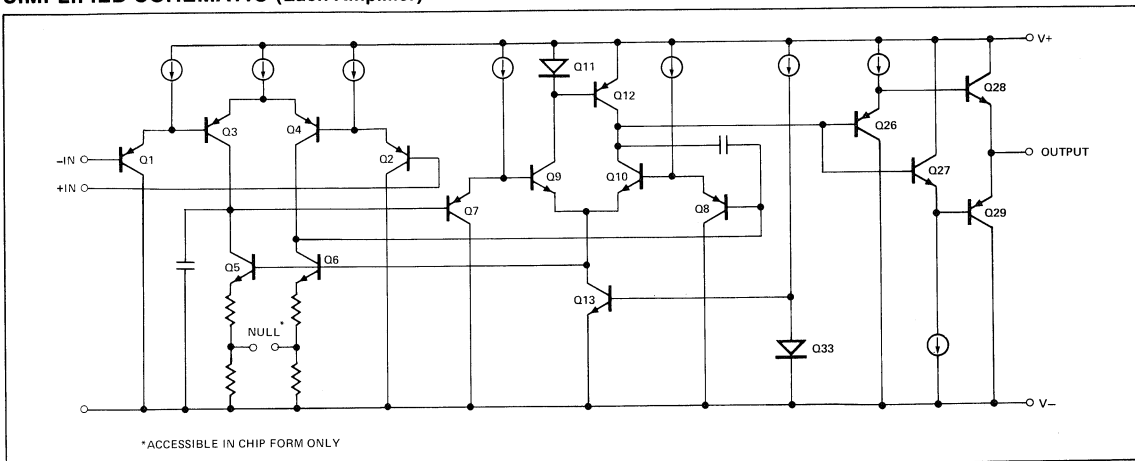 SIMPLIFIED SCHEMATIC (Each Amplifier)
V+
Q11
Q12
Q28
Q3
Q4
Q26
–IN
Q1
Q2
Q9
Q10
Q27
OUTPUT
+IN
Q7
Q8
Q29
Q5
Q6
Q13
NULL*
Q33
V–
*ACCESSIBLE IN CHIP FORM ONLY